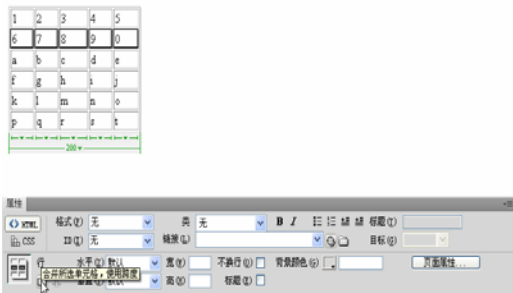 1 2 3 4 5
6 7 8 9 0
a b c d e
f g h i j
k l m n o
p q r s t
200
属性
<> HTML 格式(F) 无 类 无 B I 标题(T)
CSS ID(I) 无 链接(L) 目标(G)
行 水平(Z) 默认 宽(W) 不换行(O) 背景颜色(G) 页面属性...
合并所选单元格，使用跨度
默认 高(H) 标题(E)